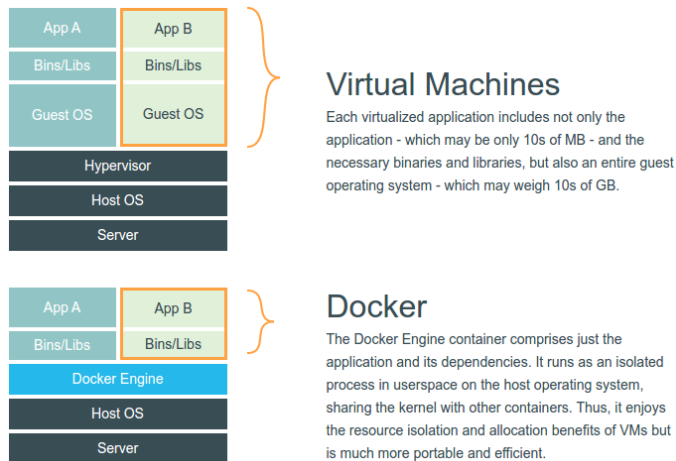 App A App B
Bins/Libs Bins/Libs
Guest OS Guest OS
Hypervisor
Host OS
Server
Virtual Machines
Each virtualized application includes not only the
application - which may be only 10s of MB - and the
necessary binaries and libraries, but also an entire guest
operating system - which may weigh 10s of GB.
App A App B
Bins/Libs Bins/Libs
Docker Engine
Host OS
Server
Docker
The Docker Engine container comprises just the
application and its dependencies. It runs as an isolated
process in userspace on the host operating system,
sharing the kernel with other containers. Thus, it enjoys
the resource isolation and allocation benefits of VMs but
is much more portable and efficient.